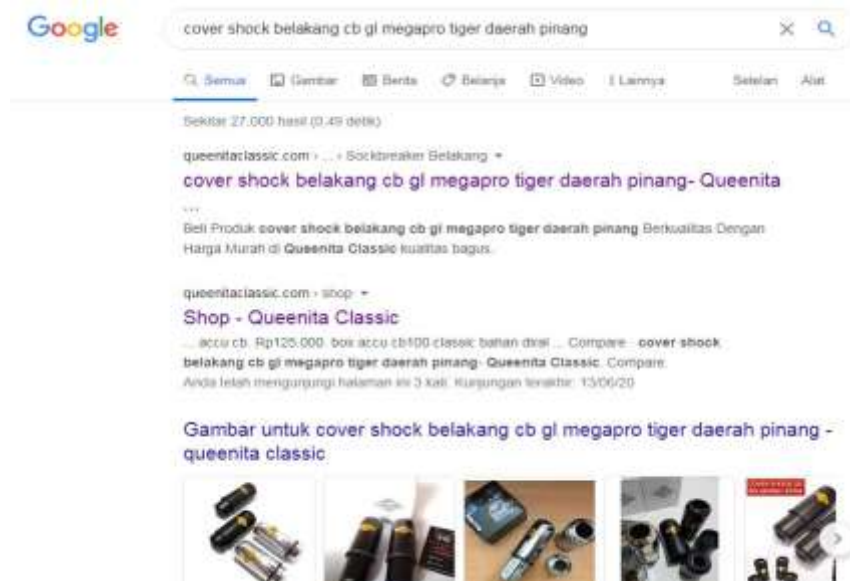 Google
cover shock belakang cb gl megapro tiger daerah pinang
Semua Gambar Berita Belanja Video Lainnya Setelan Alat
Sekitar 27.000 hasil (0,49 detik)
queenitaclassic.com › ... › Sockbreaker Belakang
cover shock belakang cb gl megapro tiger daerah pinang- Queenita
...
Beli Produk cover shock belakang cb gl megapro tiger daerah pinang Berkualitas Dengan
Harga Murah di Queenita Classic kualitas bagus.
queenitaclassic.com › shop
Shop - Queenita Classic
... accu cb. Rp125.000. box accu cb100 classic bahan diral ... Compare · cover shock
belakang cb gl megapro tiger daerah pinang- Queenita Classic. Compare.
Anda telah mengunjungi halaman ini 3 kali. Kunjungan terakhir: 13/06/20
Gambar untuk cover shock belakang cb gl megapro tiger daerah pinang -
queenita classic